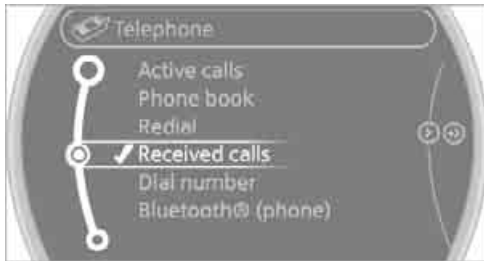 Telephone
Active calls
Phone book
Redial
Received calls
Dial number
Bluetooth® (phone)